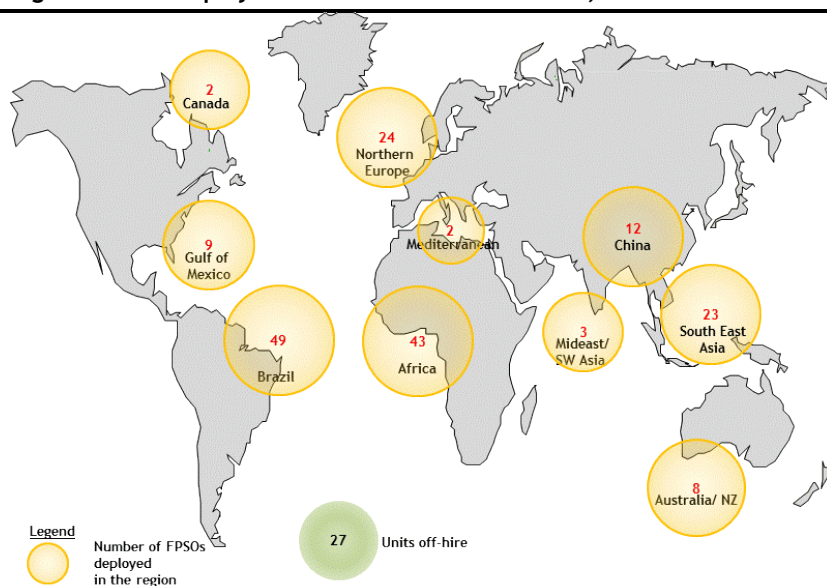 2
Canada
24
Northern
Europe
9
Gulf of
Mexico
2
Mediterranean
12
China
49
Brazil
43
Africa
3
Mideast/
SW Asia
23
South East
Asia
8
Australia/ NZ
Legend
Number of FPSOs
deployed
in the region
27
Units off-hire